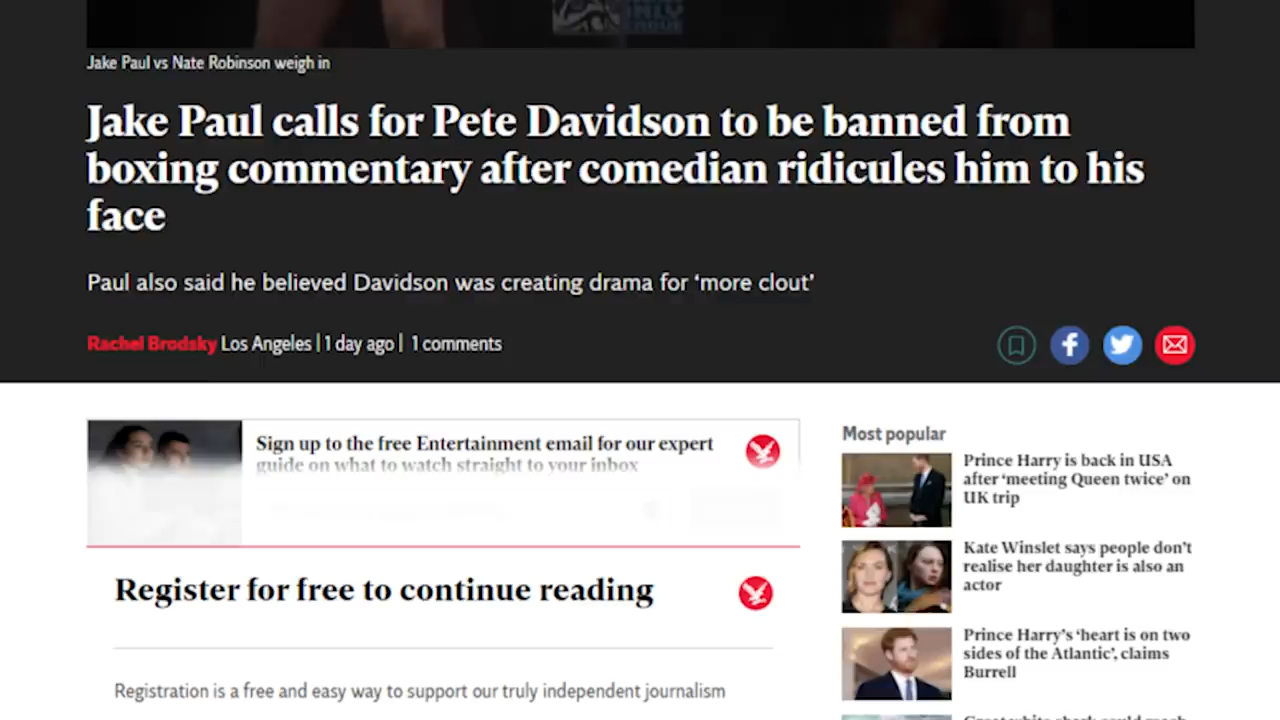 Jake Paul vs Nate Robinson weigh in
Jake Paul calls for Pete Davidson to be banned from
boxing commentary after comedian ridicules him to his
face
Paul also said he believed Davidson was creating drama for ‘more clout’
Rachel Brodsky Los Angeles | 1 day ago | 1 comments
Sign up to the free Entertainment email for our expert
guide on what to watch straight to your inbox
Register for free to continue reading
Registration is a free and easy way to support our truly independent journalism
Most popular
Prince Harry is back in USA
after ‘meeting Queen twice’ on
UK trip
Kate Winslet says people don’t
realise her daughter is also an
actor
Prince Harry’s ‘heart is on two
sides of the Atlantic’, claims
Burrell